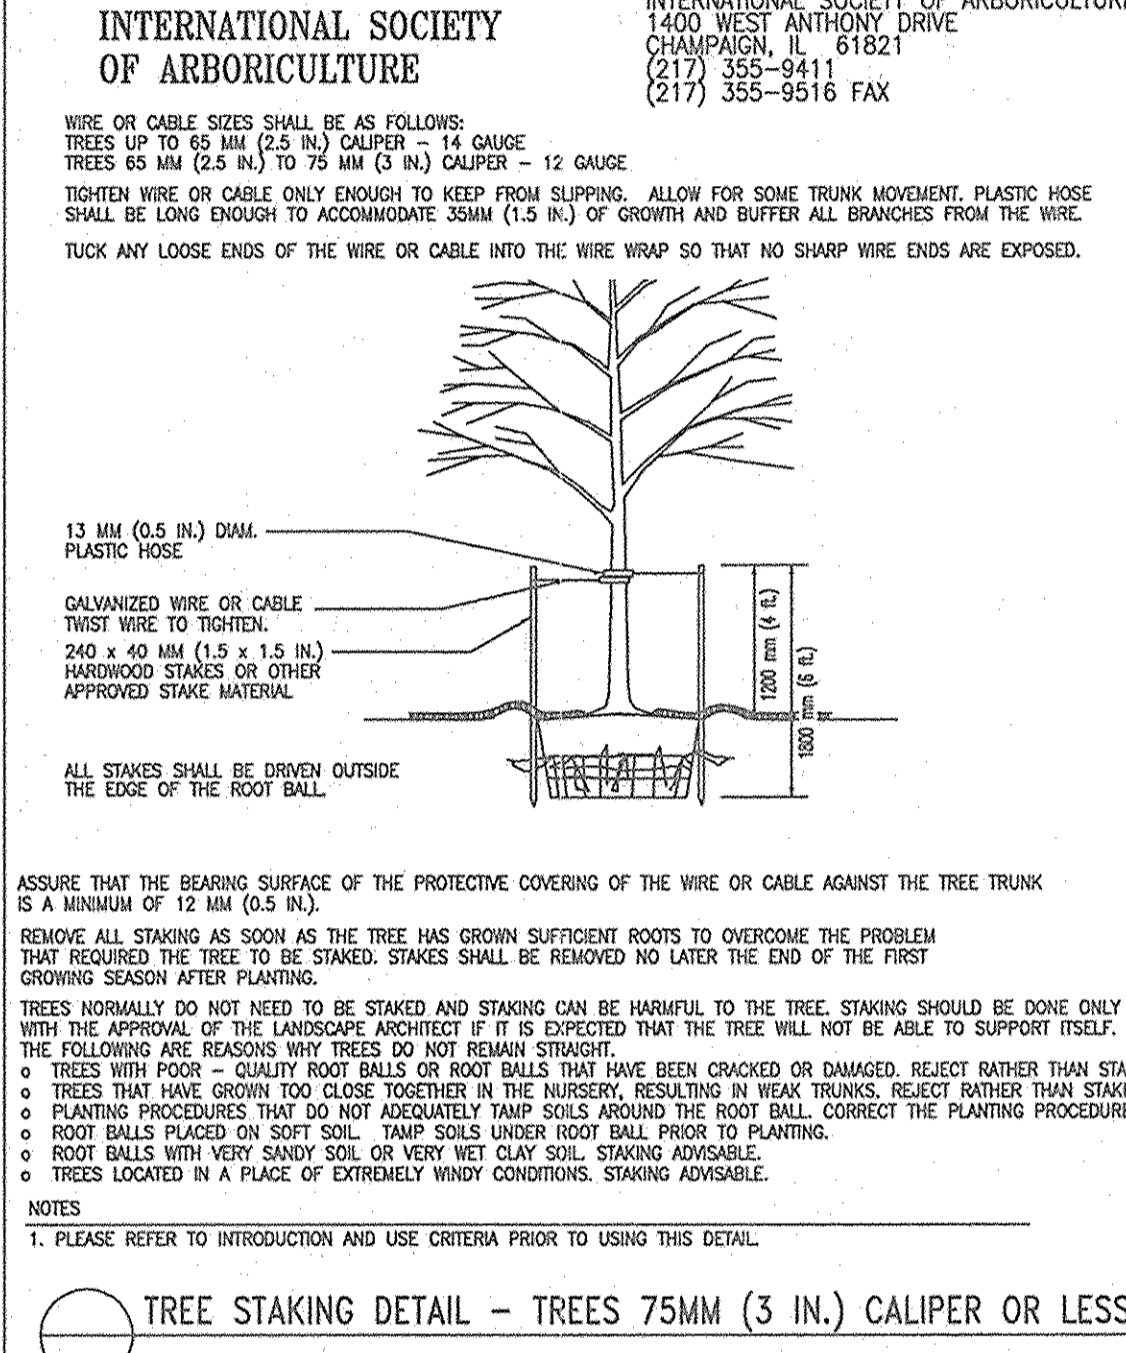 INTERNATIONAL SOCIETY
OF ARBORICULTURE
INTERNATIONAL SOCIETY OF ARBORICULTURE
1400 WEST ANTHONY DRIVE
CHAMPAIGN, IL 61821
(217) 355-9411
(217) 355-9516 FAX
WIRE OR CABLE SIZES SHALL BE AS FOLLOWS:
TREES UP TO 65 MM (2.5 IN.) CALIPER - 14 GAUGE
TREES 65 MM (2.5 IN.) TO 75 MM (3 IN.) CALIPER - 12 GAUGE
TIGHTEN WIRE OR CABLE ONLY ENOUGH TO KEEP FROM SLIPPING. ALLOW FOR SOME TRUNK MOVEMENT. PLASTIC HOSE
SHALL BE LONG ENOUGH TO ACCOMMODATE 35MM (1.5 IN.) OF GROWTH AND BUFFER ALL BRANCHES FROM THE WIRE.
TUCK ANY LOOSE ENDS OF THE WIRE OR CABLE INTO THE WIRE WRAP SO THAT NO SHARP WIRE ENDS ARE EXPOSED.
13 MM (0.5 IN.) DIAM.
PLASTIC HOSE
GALVANIZED WIRE OR CABLE
TWIST WIRE TO TIGHTEN.
240 x 40 MM (1.5 x 1.5 IN.)
HARDWOOD STAKES OR OTHER
APPROVED STAKE MATERIAL
1200 mm (4 ft.)
1800 mm (6 ft.)
ALL STAKES SHALL BE DRIVEN OUTSIDE
THE EDGE OF THE ROOT BALL.
ASSURE THAT THE BEARING SURFACE OF THE PROTECTIVE COVERING OF THE WIRE OR CABLE AGAINST THE TREE TRUNK
IS A MINIMUM OF 12 MM (0.5 IN.).
REMOVE ALL STAKING AS SOON AS THE TREE HAS GROWN SUFFICIENT ROOTS TO OVERCOME THE PROBLEM
THAT REQUIRED THE TREE TO BE STAKED. STAKES SHALL BE REMOVED NO LATER THE END OF THE FIRST
GROWING SEASON AFTER PLANTING.
TREES NORMALLY DO NOT NEED TO BE STAKED AND STAKING CAN BE HARMFUL TO THE TREE. STAKING SHOULD BE DONE ONLY
WITH THE APPROVAL OF THE LANDSCAPE ARCHITECT IF IT IS EXPECTED THAT THE TREE WILL NOT BE ABLE TO SUPPORT ITSELF.
THE FOLLOWING ARE REASONS WHY TREES DO NOT REMAIN STRAIGHT.
o TREES WITH POOR - QUALITY ROOT BALLS OR ROOT BALLS THAT HAVE BEEN CRACKED OR DAMAGED. REJECT RATHER THAN STA
o TREES THAT HAVE GROWN TOO CLOSE TOGETHER IN THE NURSERY, RESULTING IN WEAK TRUNKS. REJECT RATHER THAN STAKE
o PLANTING PROCEDURES THAT DO NOT ADEQUATELY TAMP SOILS AROUND THE ROOT BALL. CORRECT THE PLANTING PROCEDURE
o ROOT BALLS PLACED ON SOFT SOIL. TAMP SOILS UNDER ROOT BALL PRIOR TO PLANTING.
o ROOT BALLS WITH VERY SANDY SOIL OR VERY WET CLAY SOIL. STAKING ADVISABLE.
o TREES LOCATED IN A PLACE OF EXTREMELY WINDY CONDITIONS. STAKING ADVISABLE.
NOTES
1. PLEASE REFER TO INTRODUCTION AND USE CRITERIA PRIOR TO USING THIS DETAIL.
TREE STAKING DETAIL - TREES 75MM (3 IN.) CALIPER OR LESS